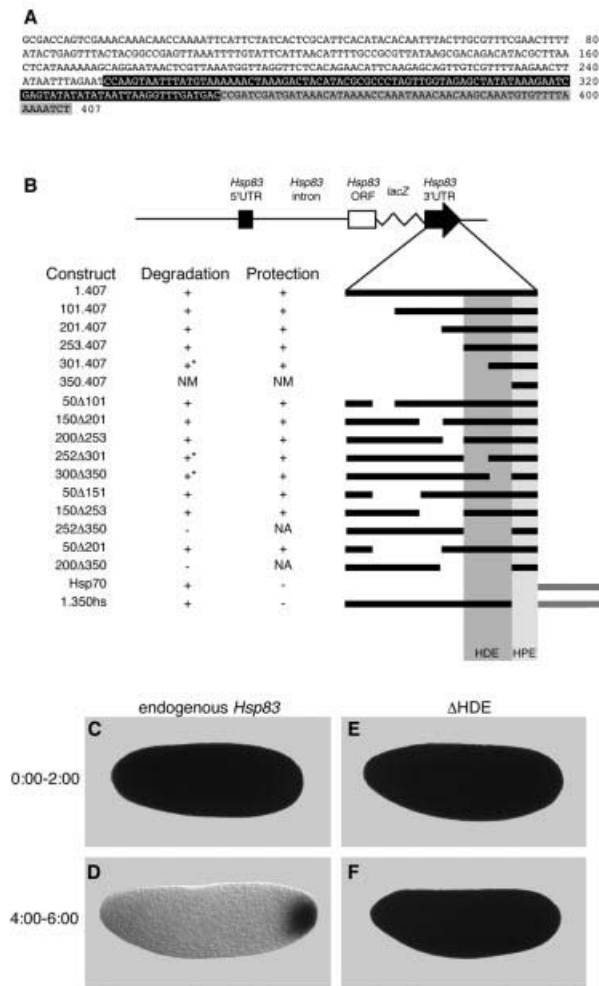 A
GCGACCAGTCGAAACAAACAACCAAAATTCATTCTATCACTCGCATTCACATACACAATTTACTTGCGTTTCGAACTTTT 80
ATACTGAGTTTACTACGGCCGAGTTAAATTTTGTATTCATTAACATTTTGCCGCGTTATAAGCGACAGACATACGCTTAA 160
CTCATAAAAAAGCGAATAACTCGTTAAATGGTTAGGTTCTCACAGAACATTCAAGAGCAGTTGTCGTTTTAAGAACTT 240
ATAATTTAGAATCCAAGTAATTTATGTAAAAAACTAAAGACTACATACGCGCCCTAGTTGGTAGAGCTATATAAAGAATC 320
GAGTATATATATAATTAAGGTTTGATGACCCGATCGATGATAAACATAAAACCAAATAAACAACAAGCAAATGTGTTTTA 400
AAAATCT 407
B
Hsp83 5'UTR
Hsp83 intron
Hsp83 ORF
lacZ
Hsp83 3'UTR
Construct Degradation Protection
1.407 + +
101.407 + +
201.407 + +
253.407 + +
301.407 +* +
350.407 NM NM
50Δ101 + +
150Δ201 + +
200Δ253 + +
252Δ301 +* +
300Δ350 +* +
50Δ151 + +
150Δ253 + +
252Δ350 - NA
50Δ201 + +
200Δ350 - NA
Hsp70 + -
1.350hs + -
HDE HPE
endogenous Hsp83
ΔHDE
C
E
0:00-2:00
D
F
4:00-6:00